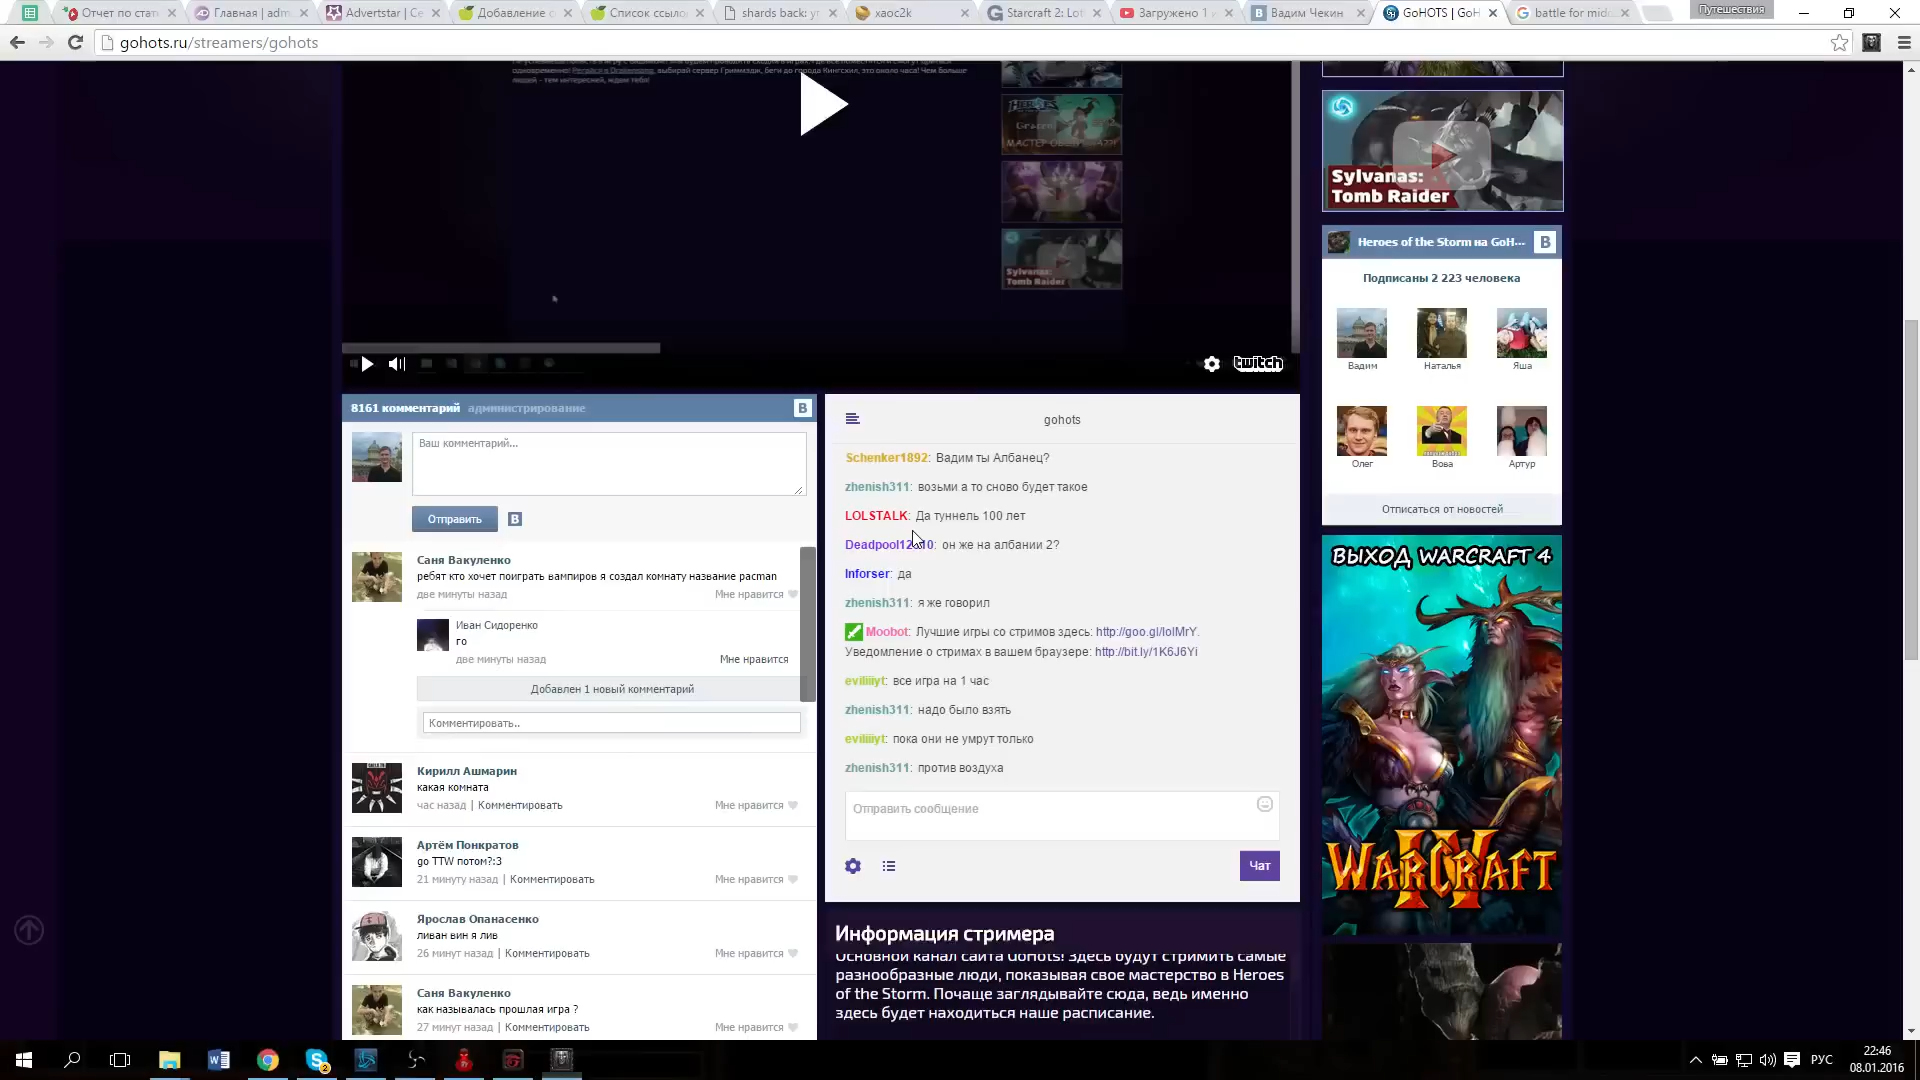 Отчет по стат
Главная | adm
Advertstar | Се
Добавление о
Список ссыло
shards back: у
xaoc2k
Starcraft 2: Lo
Загружено 1 и
Вадим Чекин
GoHOTS | GoH
battle for mid
Путешествия
gohots.ru/streamers/gohots
Sylvanas:
Tomb Raider
Sylvanas:
Tomb Raider
twitch
Heroes of the Storm на GoH...
Подписаны 2 223 человека
Вадим
Наталья
Яша
Олег
Вова
Артур
Отписаться от новостей
ВЫХОД WARCRAFT 4
WARCRAFT IV
8161 комментарий администрирование
Ваш комментарий...
Отправить
Саня Вакуленко
ребят кто хочет поиграть вампиров я создал комнату название pacman
две минуты назад
Мне нравится
Иван Сидоренко
го
две минуты назад
Мне нравится
Добавлен 1 новый комментарий
Комментировать..
Кирилл Ашмарин
какая комната
час назад | Комментировать
Мне нравится
Артём Понкратов
go TTW потом?:3
21 минуту назад | Комментировать
Мне нравится
Ярослав Опанасенко
ливан вин я лив
26 минут назад | Комментировать
Мне нравится
Саня Вакуленко
как называлась прошлая игра ?
27 минут назад | Комментировать
Мне нравится
gohots
Schenker1892: Вадим ты Албанец?
zhenish311: возьми а то сново будет такое
LOLSTALK: Да туннель 100 лет
он же на албании 2?
Inforser: да
zhenish311: я же говорил
Moobot: Лучшие игры со стримов здесь: http://goo.gl/IolMrY.
Уведомление о стримах в вашем браузере: http://bit.ly/1K6J6Yi
eviliiiyt: все игра на 1 час
zhenish311: надо было взять
eviliiiyt: пока они не умрут только
zhenish311: против воздуха
Отправить сообщение
Чат
Информация стримера
Основной канал сайта GoHots! Здесь будут стримить самые
разнообразные люди, показывая свое мастерство в Heroes
of the Storm. Почаще заглядывайте сюда, ведь именно
здесь будет находиться наше расписание.
РУС
22:46
08.01.2016